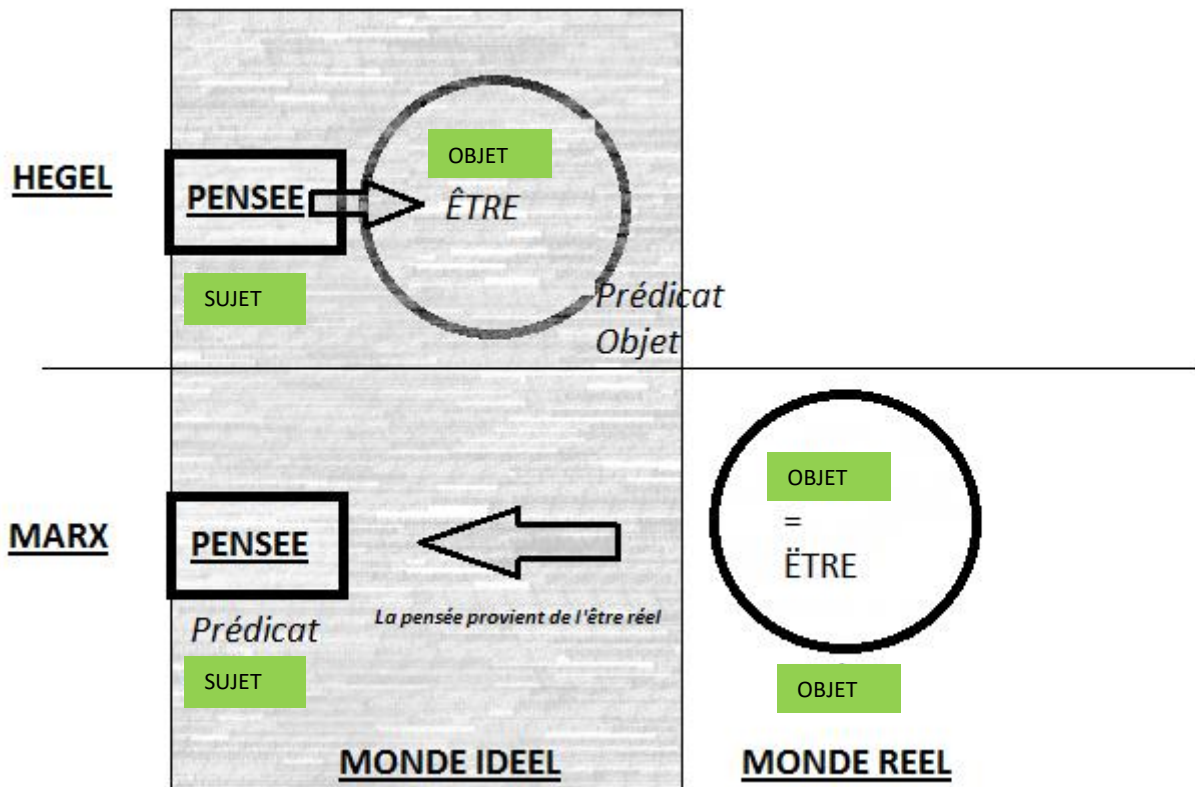 HEGEL
PENSEE
OBJET
ÊTRE
SUJET
Prédicat
Objet
MARX
PENSEE
OBJET
=
ËTRE
La pensée provient de l'être réel
Prédicat
SUJET
OBJET
MONDE IDEEL
MONDE REEL